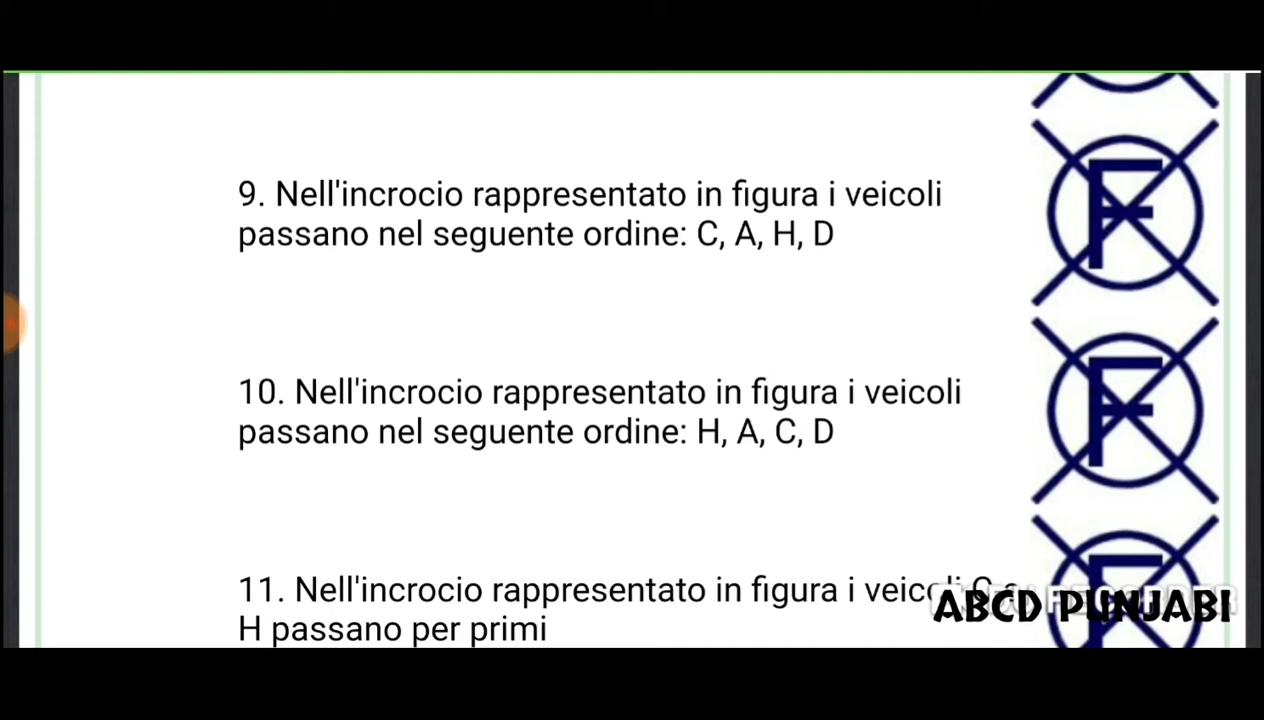 9. Nell'incrocio rappresentato in figura i veicoli
passano nel seguente ordine: C, A, H, D
F
10. Nell'incrocio rappresentato in figura i veicoli
passano nel seguente ordine: H, A, C, D
F
11. Nell'incrocio rappresentato in figura i veicoli
H passano per primi
F
ABCD PUNJABI